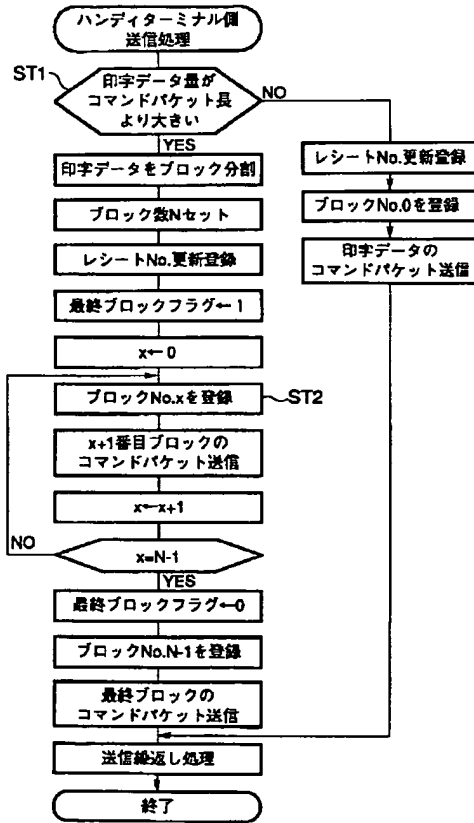 ハンディターミナル側
送信処理
ST1
印字データ量が
コマンドパケット長
より大きい
NO
YES
印字データをブロック分割
ブロック数Nセット
レシートNo.更新登録
最終ブロックフラグ←1
x←0
ブロックNo.xを登録
ST2
x+1番目ブロックの
コマンドパケット送信
x←x+1
NO
x=N-1
YES
最終ブロックフラグ←0
ブロックNo.N-1を登録
最終ブロックの
コマンドパケット送信
レシートNo.更新登録
ブロックNo.0を登録
印字データの
コマンドパケット送信
送信繰返し処理
終了